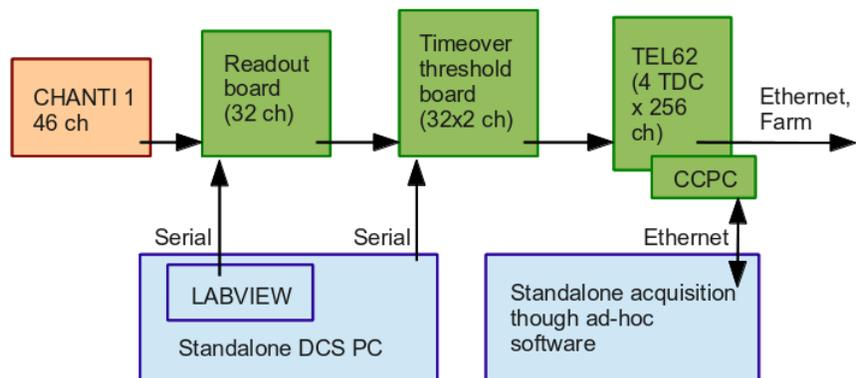 CHANTI 1
46 ch
Readout
board
(32 ch)
Timeover
threshold
board
(32x2 ch)
TEL62
(4 TDC
x 256
ch)
Ethernet,
Farm
CCPC
Serial
Serial
Ethernet
LABVIEW
Standalone DCS PC
Standalone acquisition
though ad-hoc
software